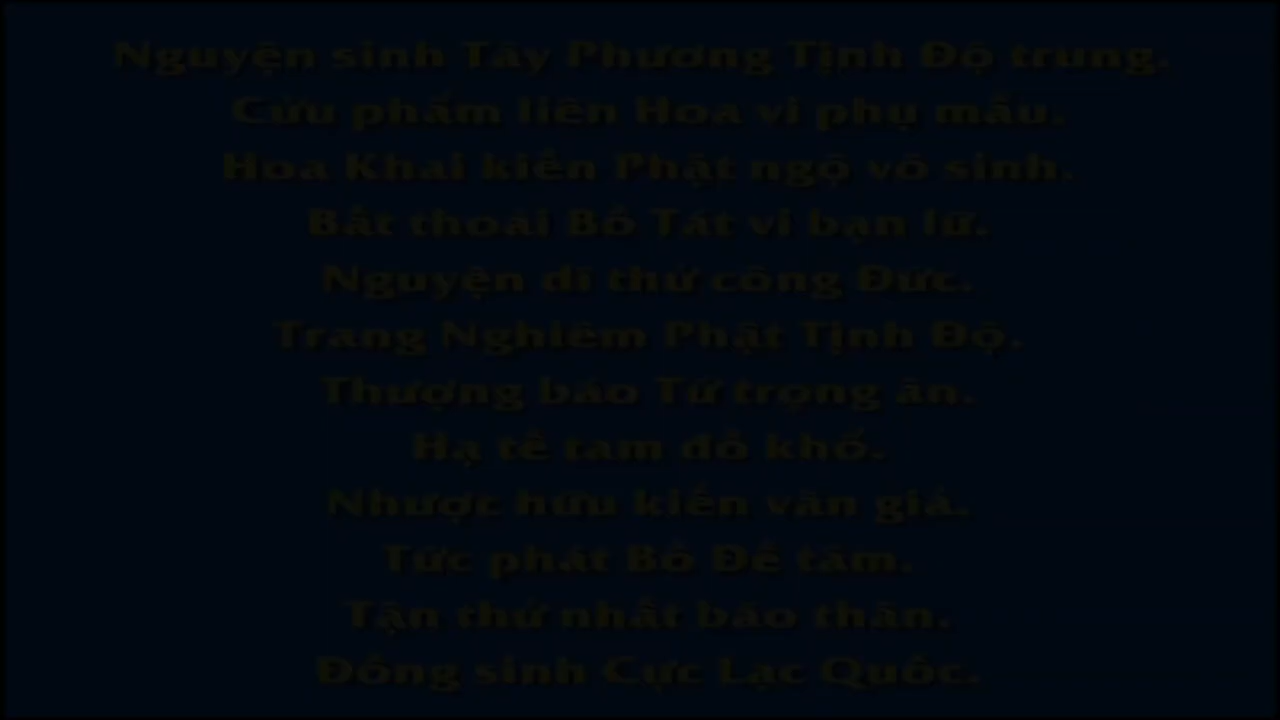 Nguyện sinh Tây Phương Tịnh Độ trung.
Cửu phẩm liên Hoa vi phụ mẫu.
Hoa Khai kiến Phật ngộ vô sinh.
Bất thoái Bồ Tát vi bạn lữ.
Nguyện dĩ thử công Đức.
Trang Nghiêm Phật Tịnh Độ.
Thượng báo Tứ trọng ân.
Hạ tế tam đồ khổ.
Nhược hữu kiến văn giả.
Tức phát Bồ Đề tâm.
Tận thử nhất báo thân.
Đồng sinh Cực Lạc Quốc.